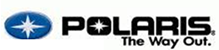 POLARIS.
The Way Out.